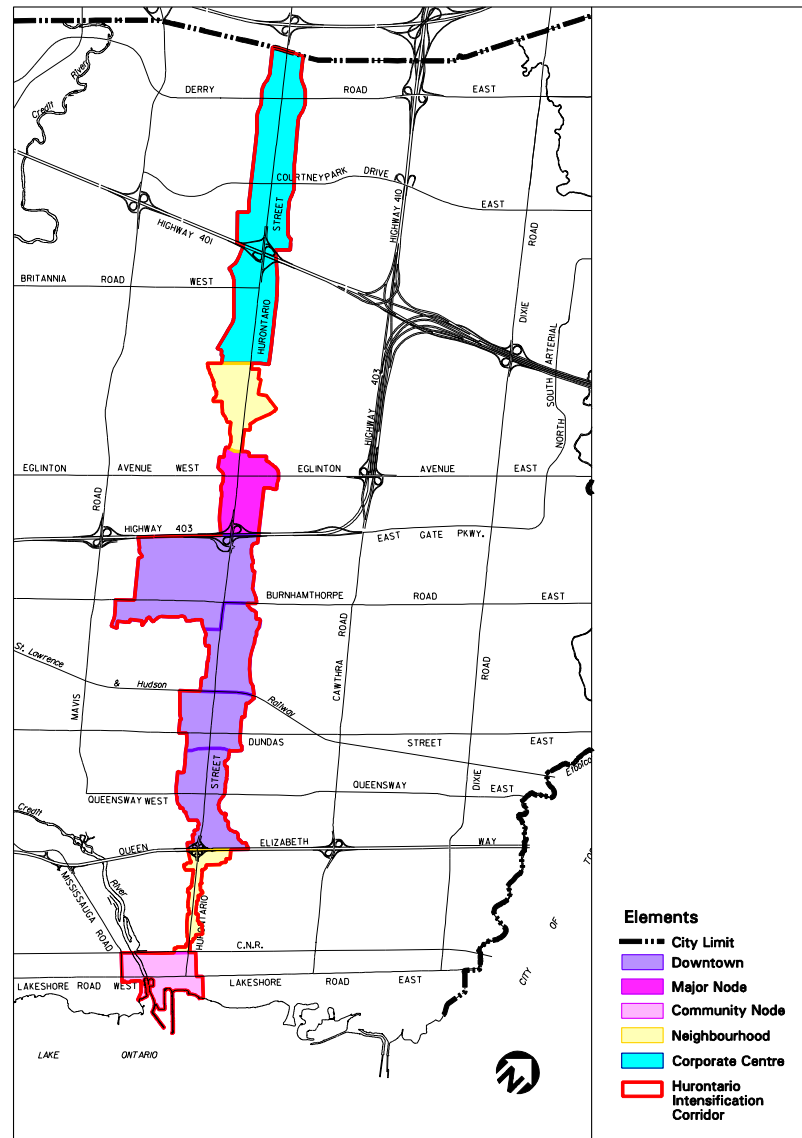 Credit River
DERRY ROAD EAST
COURTNEYPARK DRIVE EAST
HIGHWAY 401
STREET
HIGHWAY 410
ROAD
DIXIE
BRITANNIA ROAD WEST
HURONTARIO
HIGHWAY 403
SOUTH ARTERIAL
NORTH
EGLINTON AVENUE WEST
EGLINTON AVENUE EAST
ROAD
HIGHWAY 403
EAST GATE PKWY.
BURNHAMTHORPE ROAD EAST
CAWTHRA ROAD
ROAD
St. Lawrence & Hudson Railway
MAVIS
DUNDAS STREET EAST
STREET
DIXIE
QUEENSWAY WEST
QUEENSWAY EAST
Credit River
QUEEN ELIZABETH WAY
MISSISSAUGA ROAD
HURONTARIO
C.N.R.
CITY OF
LAKESHORE ROAD WEST
LAKESHORE ROAD EAST
LAKE ONTARIO
N
Elements
City Limit
Downtown
Major Node
Community Node
Neighbourhood
Corporate Centre
Hurontario
Intensification
Corridor